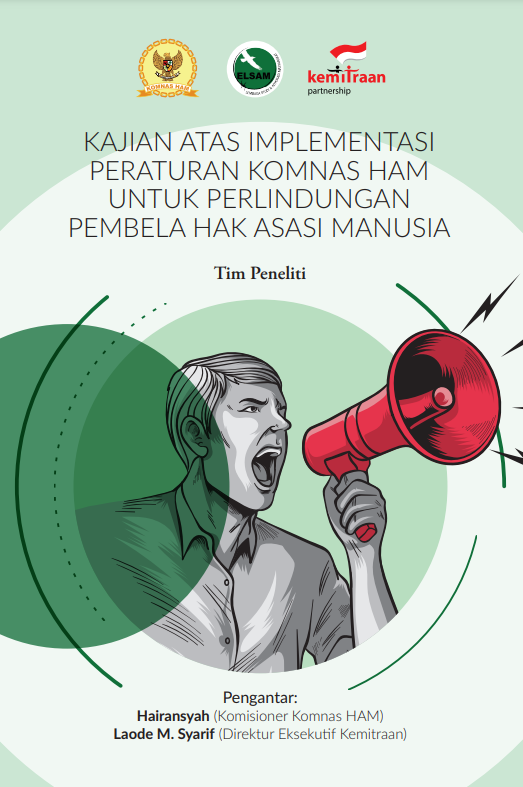 KOMNAS HAM
ELSAM
kemitraan
partnership
KAJIAN ATAS IMPLEMENTASI
PERATURAN KOMNAS HAM
UNTUK PERLINDUNGAN
PEMBELA HAK ASASI MANUSIA
Tim Peneliti
Pengantar:
Hairansyah (Komisioner Komnas HAM)
Laode M. Syarif (Direktur Eksekutif Kemitraan)